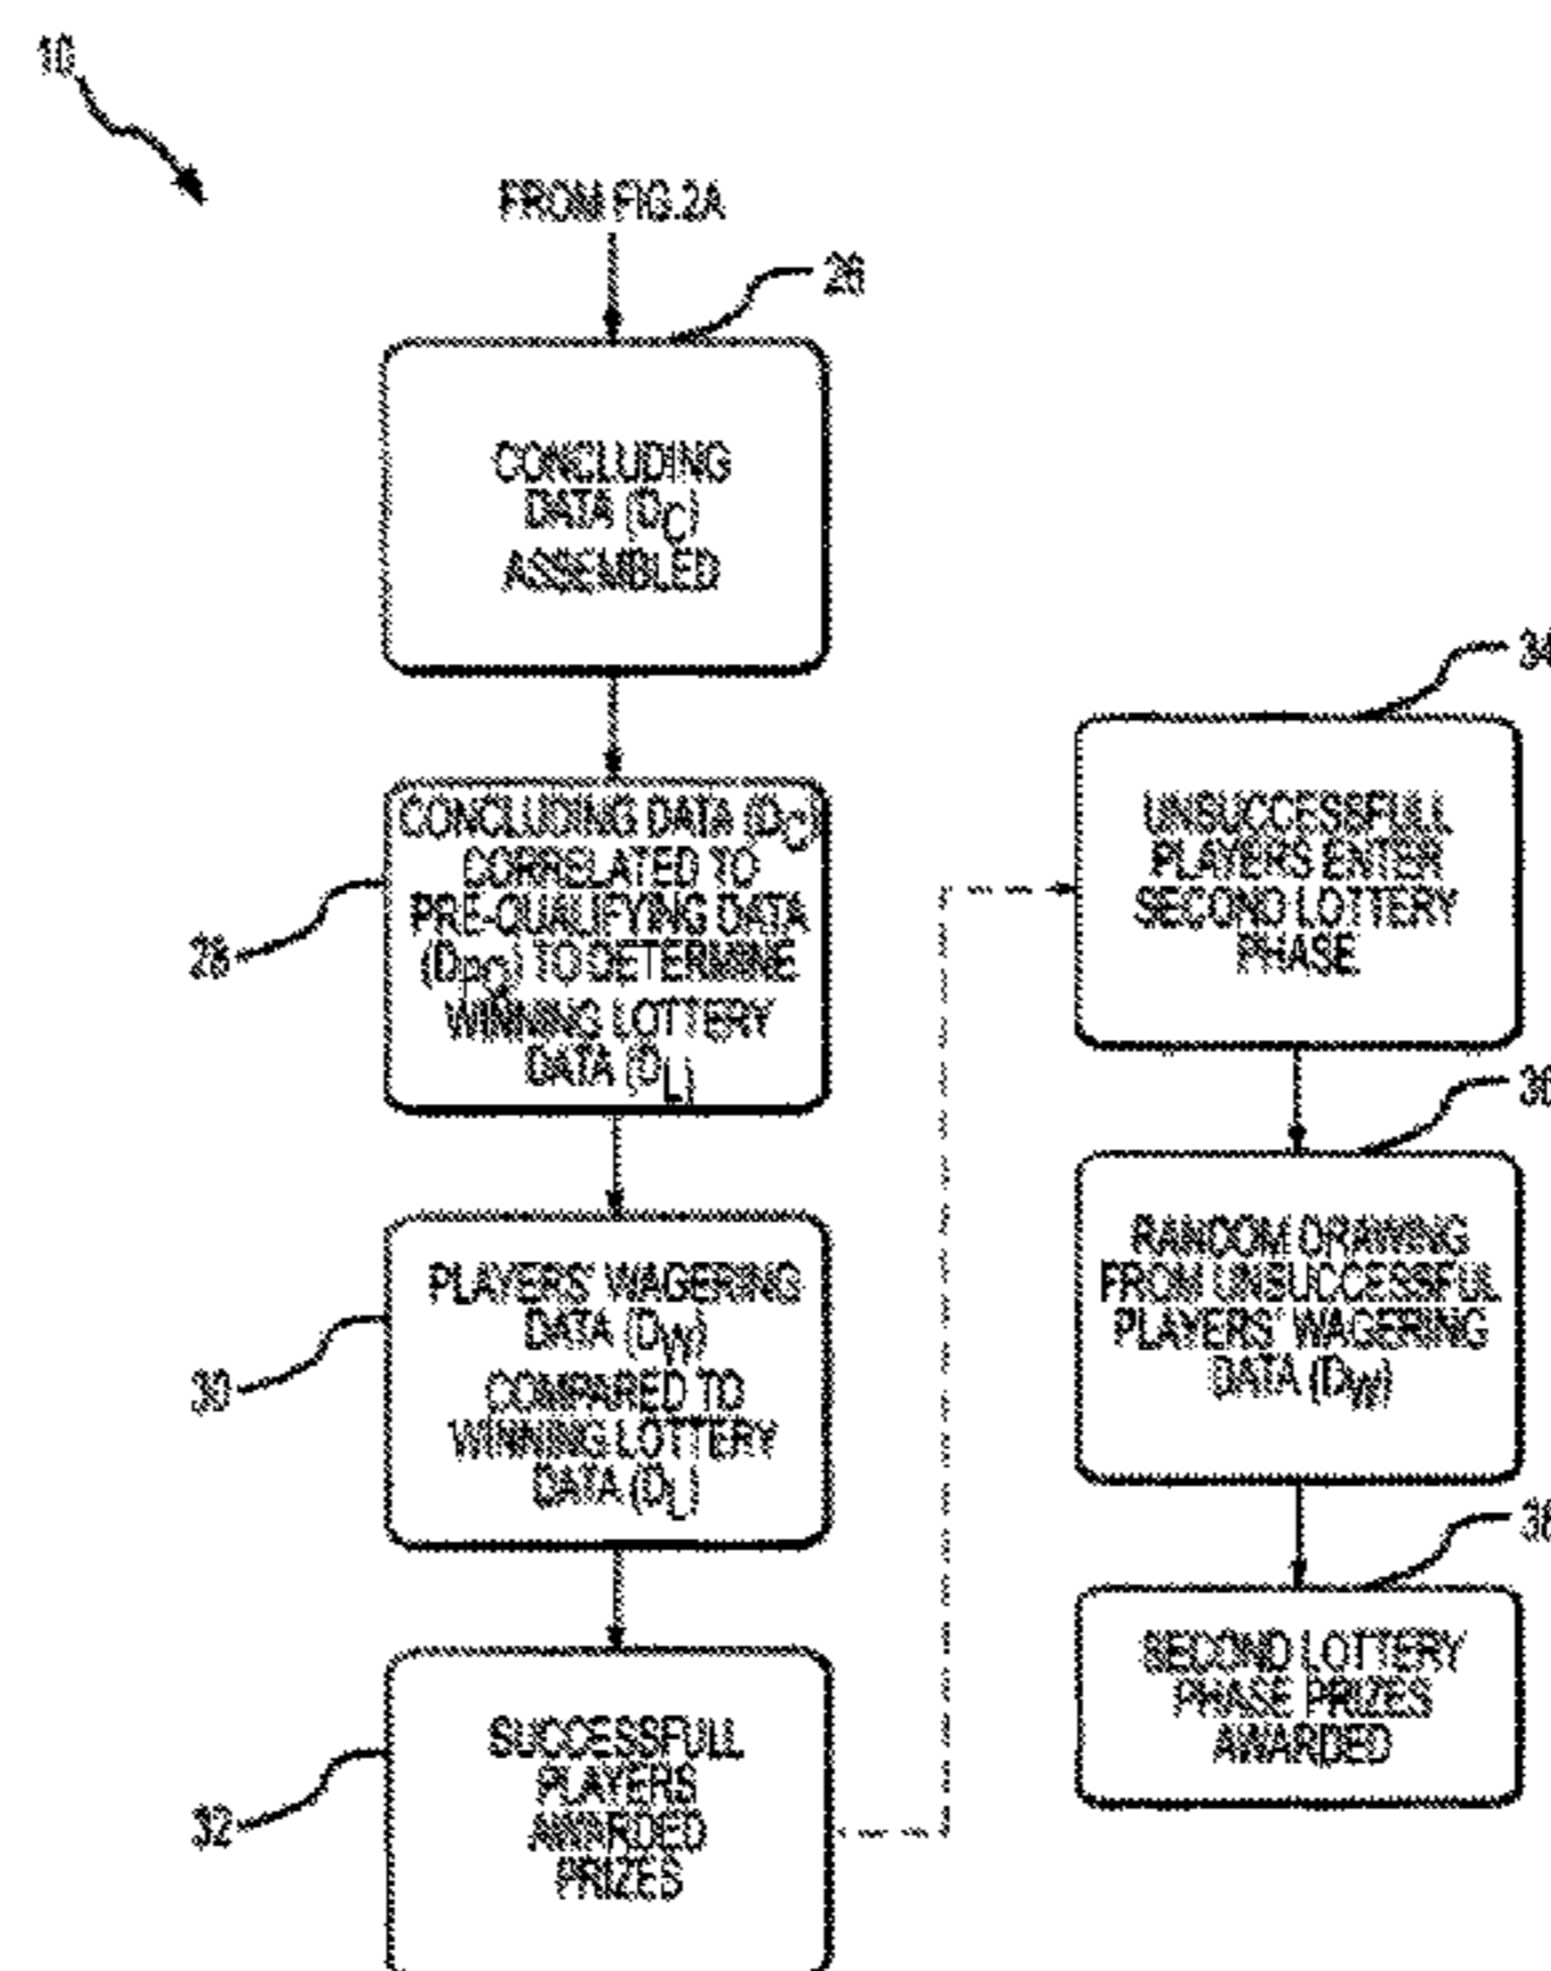 10
FROM FIG.2A
26
CONCLUDING
DATA (DC)
ASSEMBLED
CONCLUDING DATA (DC)
CORRELATED TO
PRE-QUALIFYING DATA
(DPQ) TO DETERMINE
WINNING LOTTERY
DATA (DL)
28
PLAYERS' WAGERING
DATA (DW)
COMPARED TO
WINNING LOTTERY
DATA (DL)
30
SUCCESSFULL
PLAYERS
AWARDED
PRIZES
32
34
UNSUCCESSFULL
PLAYERS ENTER
SECOND LOTTERY
PHASE
36
RANDOM DRAWING
FROM UNSUCCESSFUL
PLAYERS' WAGERING
DATA (DW)
38
SECOND LOTTERY
PHASE PRIZES
AWARDED